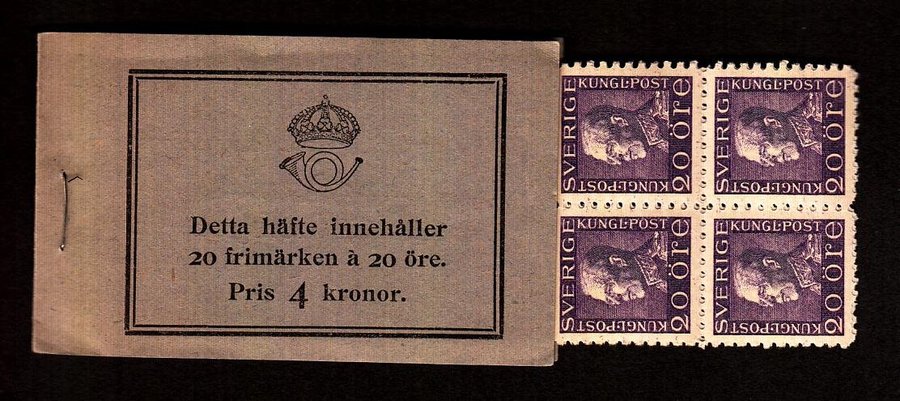 Detta häfte innehåller
20 frimärken à 20 öre.
Pris 4 kronor.
KUNGL·POST
SVERIGE
20 öre
KUNGL·POST
KUNGL·POST
SVERIGE
20 öre
KUNGL·POST
KUNGL·POST
SVERIGE
20 öre
KUNGL·POST
KUNGL·POST
SVERIGE
20 öre
KUNGL·POST